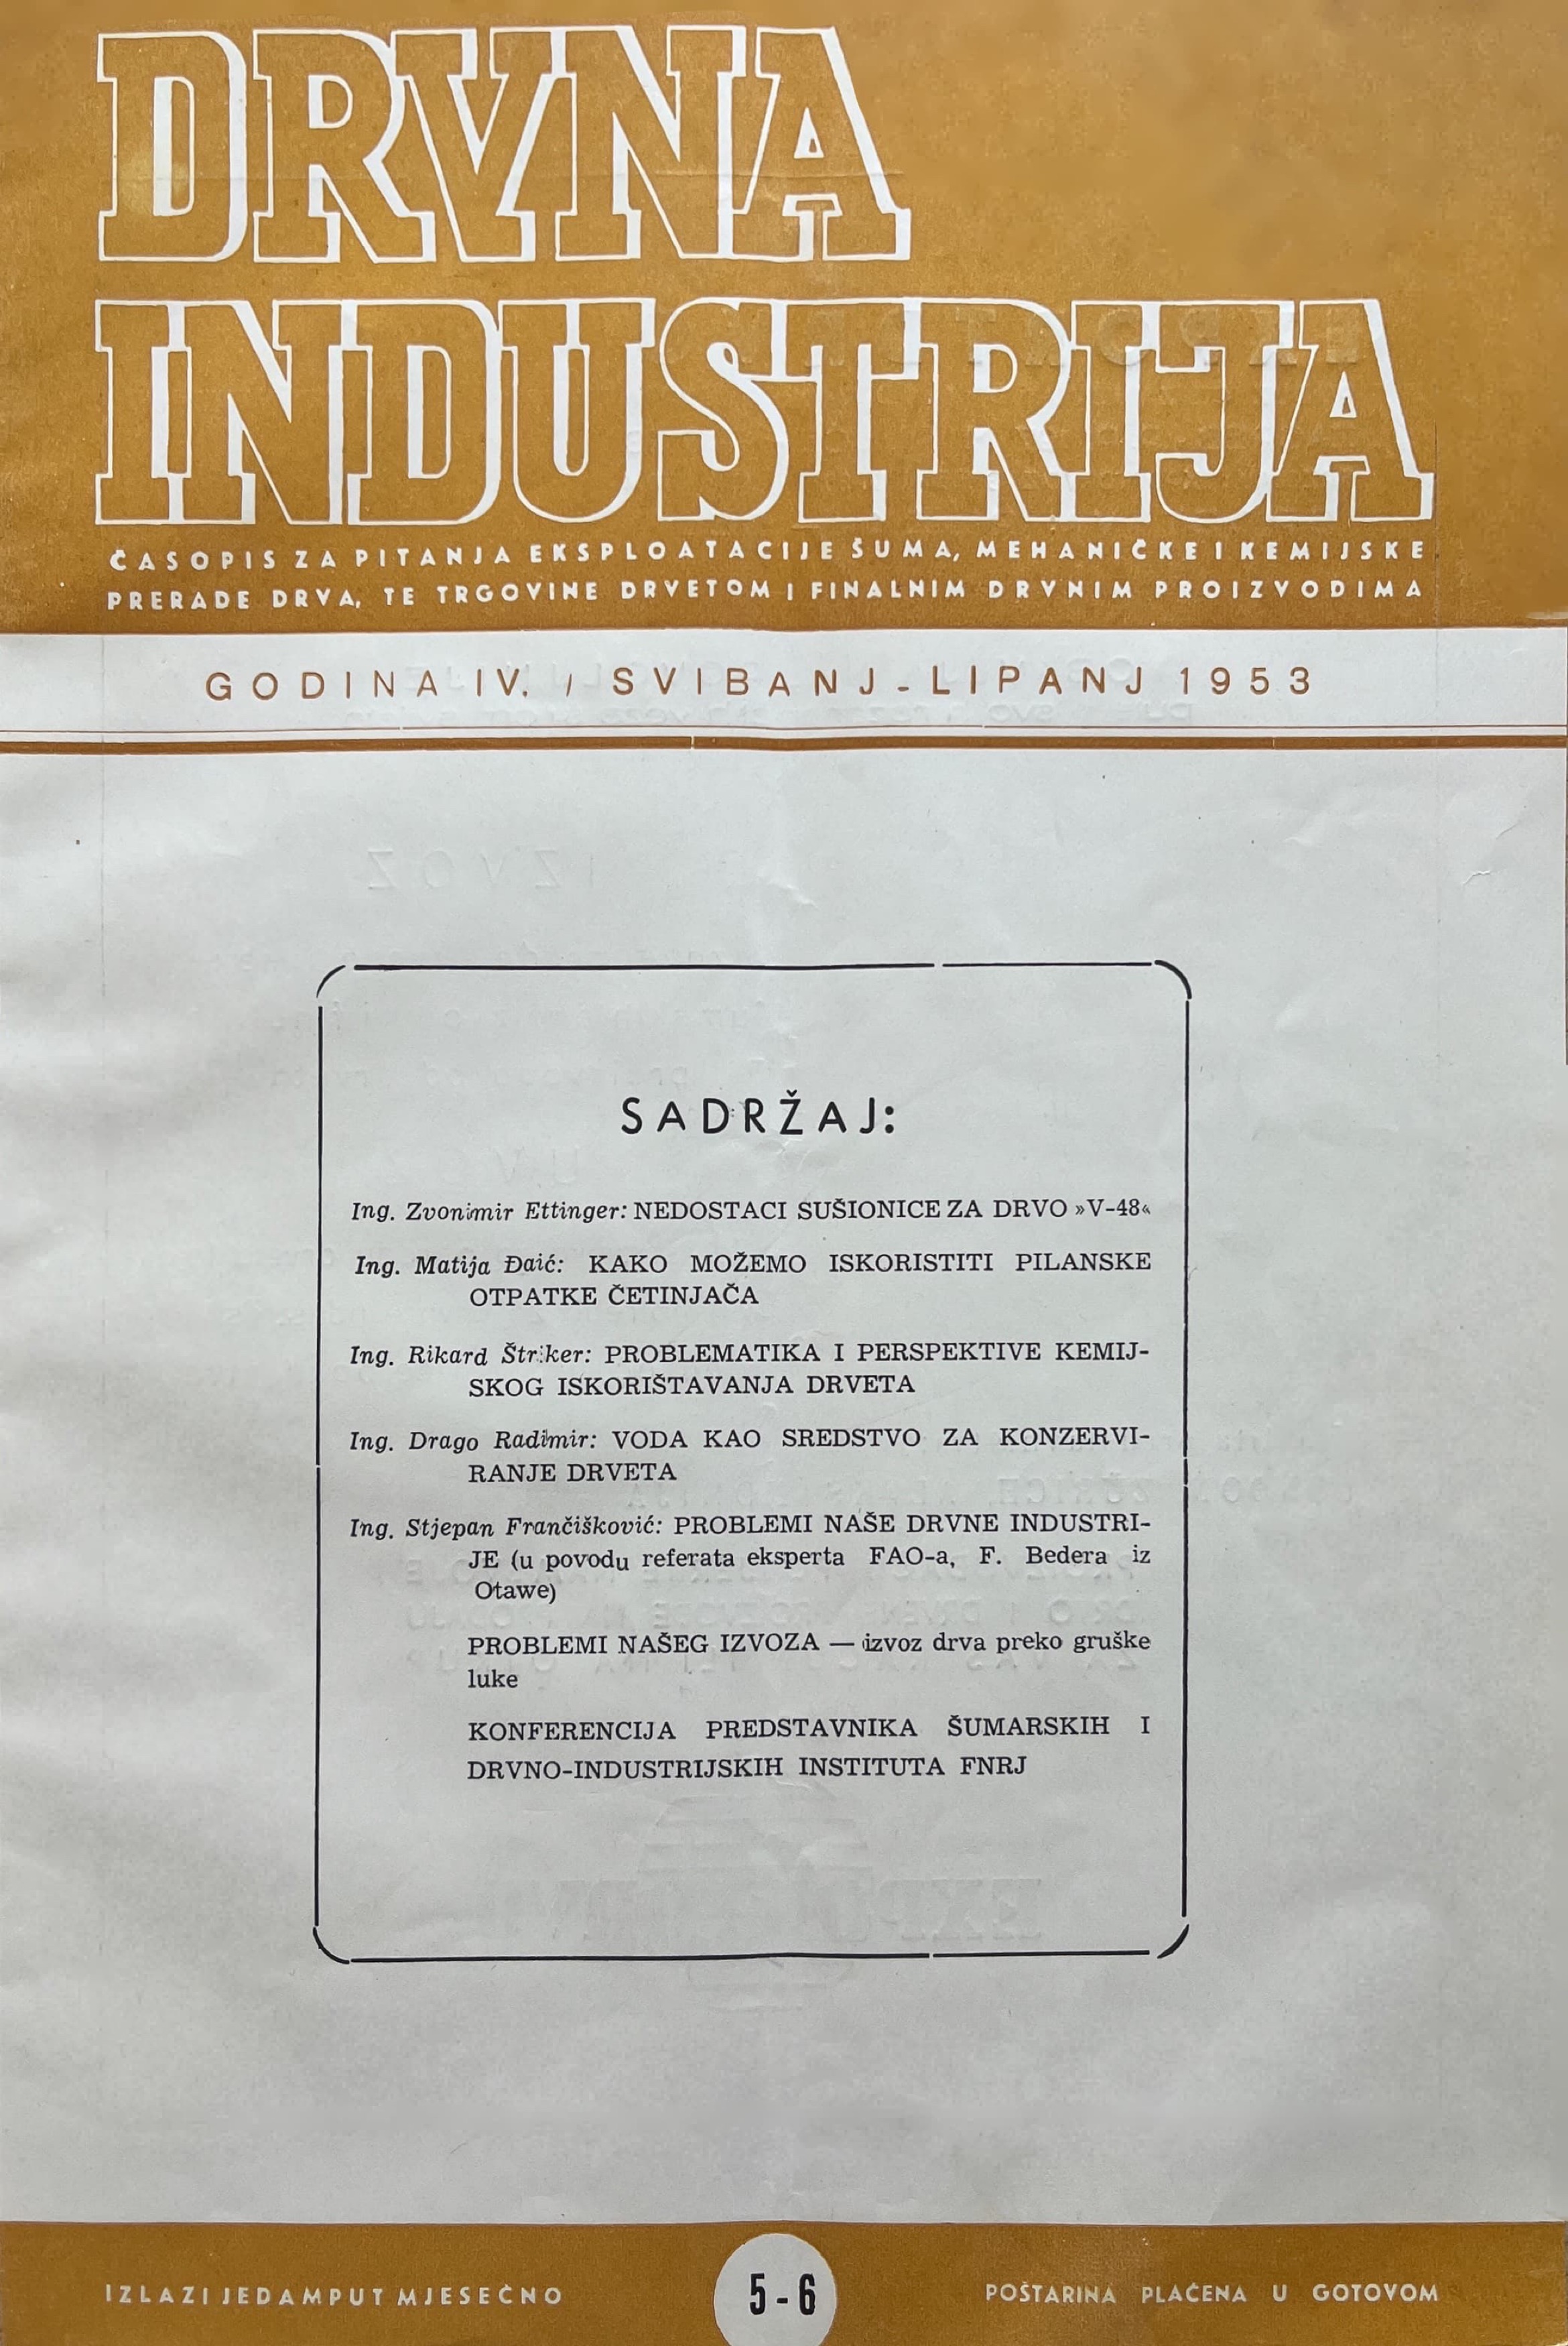 DRVNA
INDUSTRIJA
ČASOPIS ZA PITANJA EKSPLOATACIJE ŠUMA, MEHANIČKE I KEMIJSKE
PRERADE DRVA, TE TRGOVINE DRVETOM I FINALNIM DRVNIM PROIZVODIMA
GODINA IV. / SVIBANJ - LIPANJ 1953
SADRŽAJ:
Ing. Zvonimir Ettinger: NEDOSTACI SUŠIONICE ZA DRVO »V-48«
Ing. Matija Đaić: KAKO MOŽEMO ISKORISTITI PILANSKE
OTPATKE ČETINJAČA
Ing. Rikard Štriker: PROBLEMATIKA I PERSPEKTIVE KEMIJ-
SKOG ISKORIŠTAVANJA DRVETA
Ing. Drago Radimir: VODA KAO SREDSTVO ZA KONZERVI-
RANJE DRVETA
Ing. Stjepan Frančišković: PROBLEMI NAŠE DRVNE INDUSTRI-
JE (u povodu referata eksperta FAO-a, F. Bedera iz
Otawe)
PROBLEMI NAŠEG IZVOZA — izvoz drva preko gruške
luke
KONFERENCIJA PREDSTAVNIKA ŠUMARSKIH I
DRVNO-INDUSTRIJSKIH INSTITUTA FNRJ
IZLAZI JEDAMPUT MJESEČNO
5-6
POŠTARINA PLAĆENA U GOTOVOM